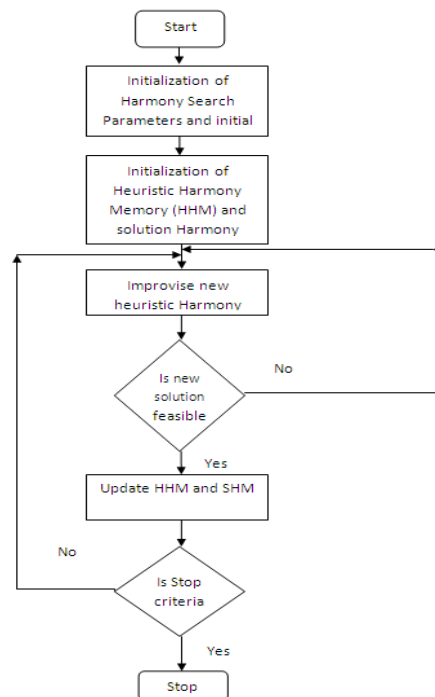 Start
Initialization of
Harmony Search
Parameters and initial
Initialization of
Heuristic Harmony
Memory (HHM) and
solution Harmony
Improvise new
heuristic Harmony
Is new
solution
feasible
No
Yes
Update HHM and SHM
No
Is Stop
criteria
Yes
Stop